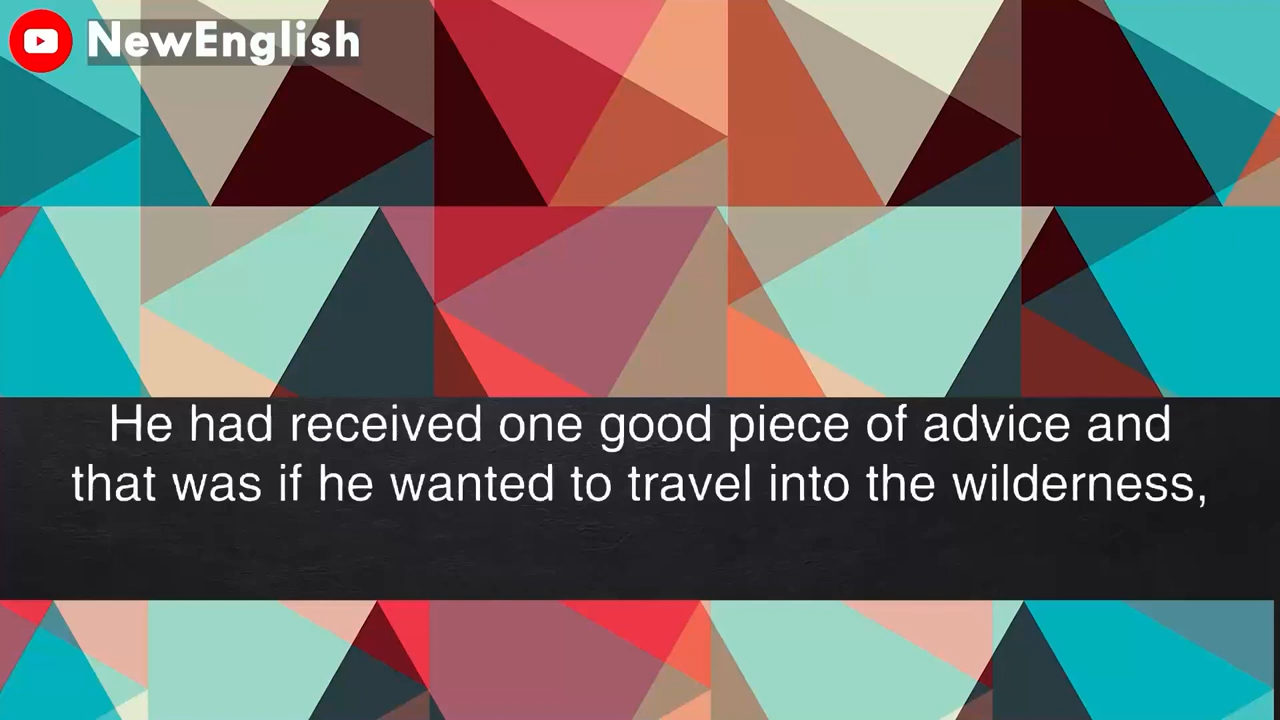 NewEnglish
He had received one good piece of advice and
that was if he wanted to travel into the wilderness,